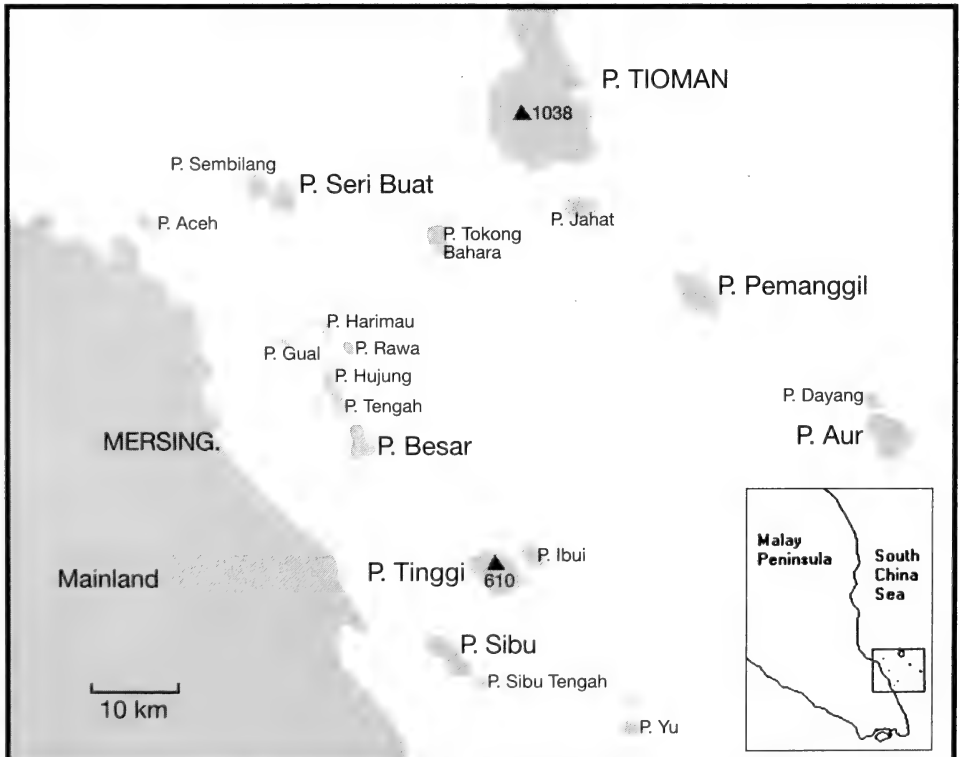 P. TIOMAN
1038
P. Sembilang
P. Seri Buat
P. Aceh
P. Jahat
P. Tokong
Bahara
P. Pemanggil
P. Harimau
P. Gual
P. Rawa
P. Hujung
P. Tengah
P. Dayang
P. Aur
MERSING.
P. Besar
Malay
Peninsula
South
China
Sea
P. Ibui
P. Tinggi
610
Mainland
P. Sibu
P. Sibu Tengah
10 km
P. Yu